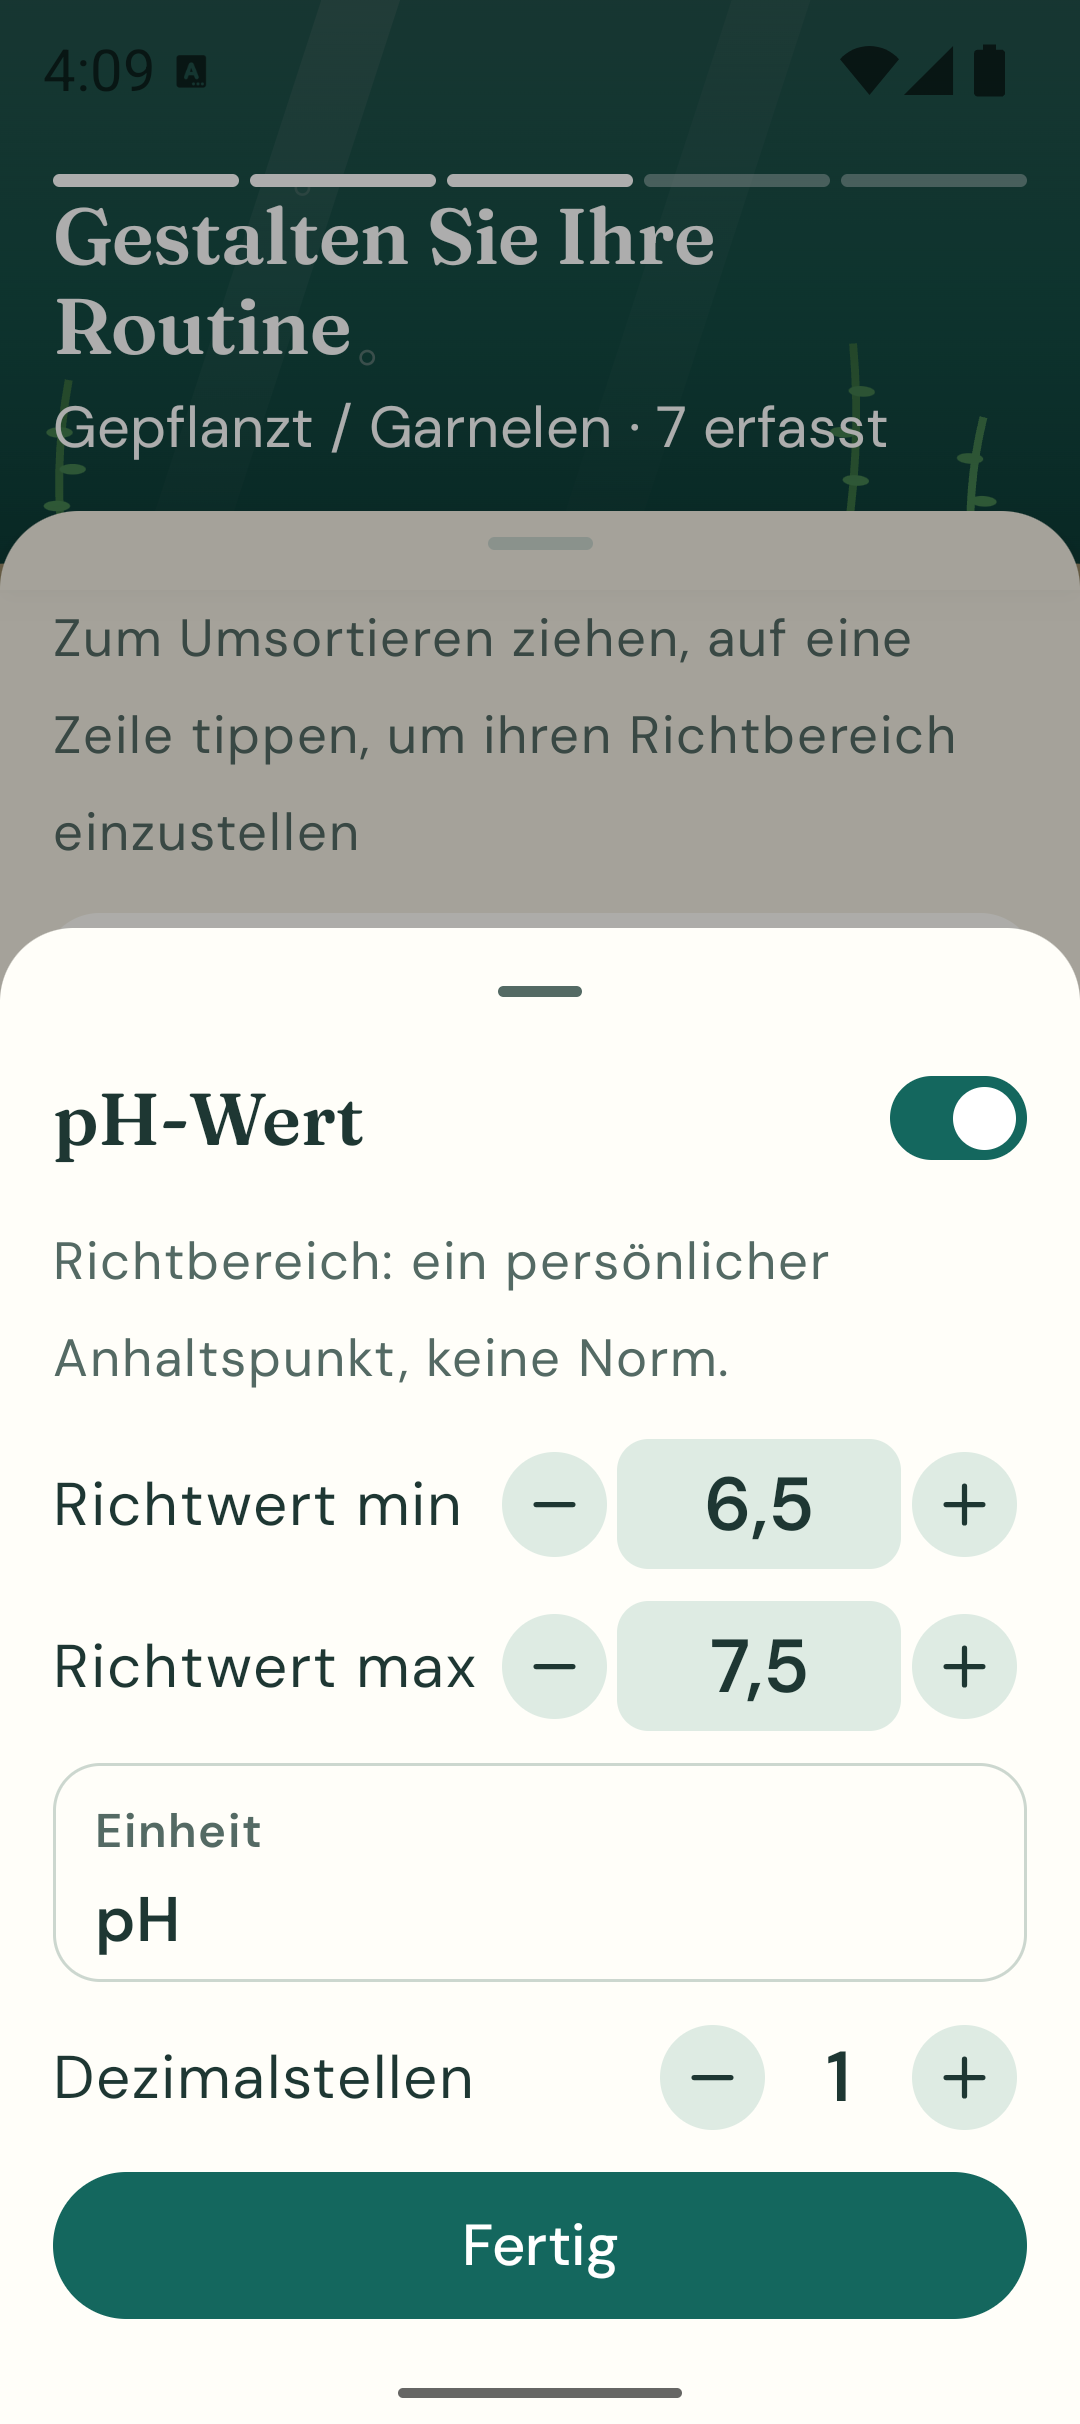 4:09
Gestalten Sie Ihre
Routine
Gepflanzt / Garnelen · 7 erfasst
Zum Umsortieren ziehen, auf eine
Zeile tippen, um ihren Richtbereich
einzustellen
pH-Wert
Richtbereich: ein persönlicher
Anhaltspunkt, keine Norm.
Richtwert min − 6,5 +
Richtwert max − 7,5 +
Einheit
pH
Dezimalstellen − 1 +
Fertig